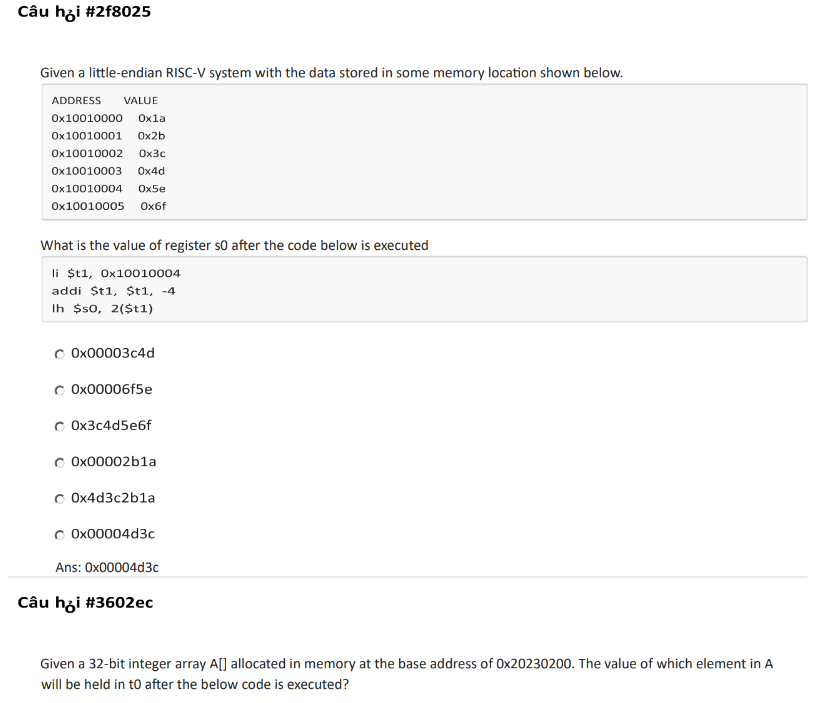 Câu hỏi #2f8025
Given a little-endian RISC-V system with the data stored in some memory location shown below.
ADDRESS VALUE
0x10010000 0x1a
0x10010001 0x2b
0x10010002 0x3c
0x10010003 0x4d
0x10010004 0x5e
0x10010005 0x6f
What is the value of register s0 after the code below is executed
li $t1, 0x10010004
addi $t1, $t1, -4
lh $s0, 2($t1)
0x00003c4d
0x00006f5e
0x3c4d5e6f
0x00002b1a
0x4d3c2b1a
0x00004d3c
Ans: 0x00004d3c
Câu hỏi #3602ec
Given a 32-bit integer array A[] allocated in memory at the base address of 0x20230200. The value of which element in A
will be held in t0 after the below code is executed?